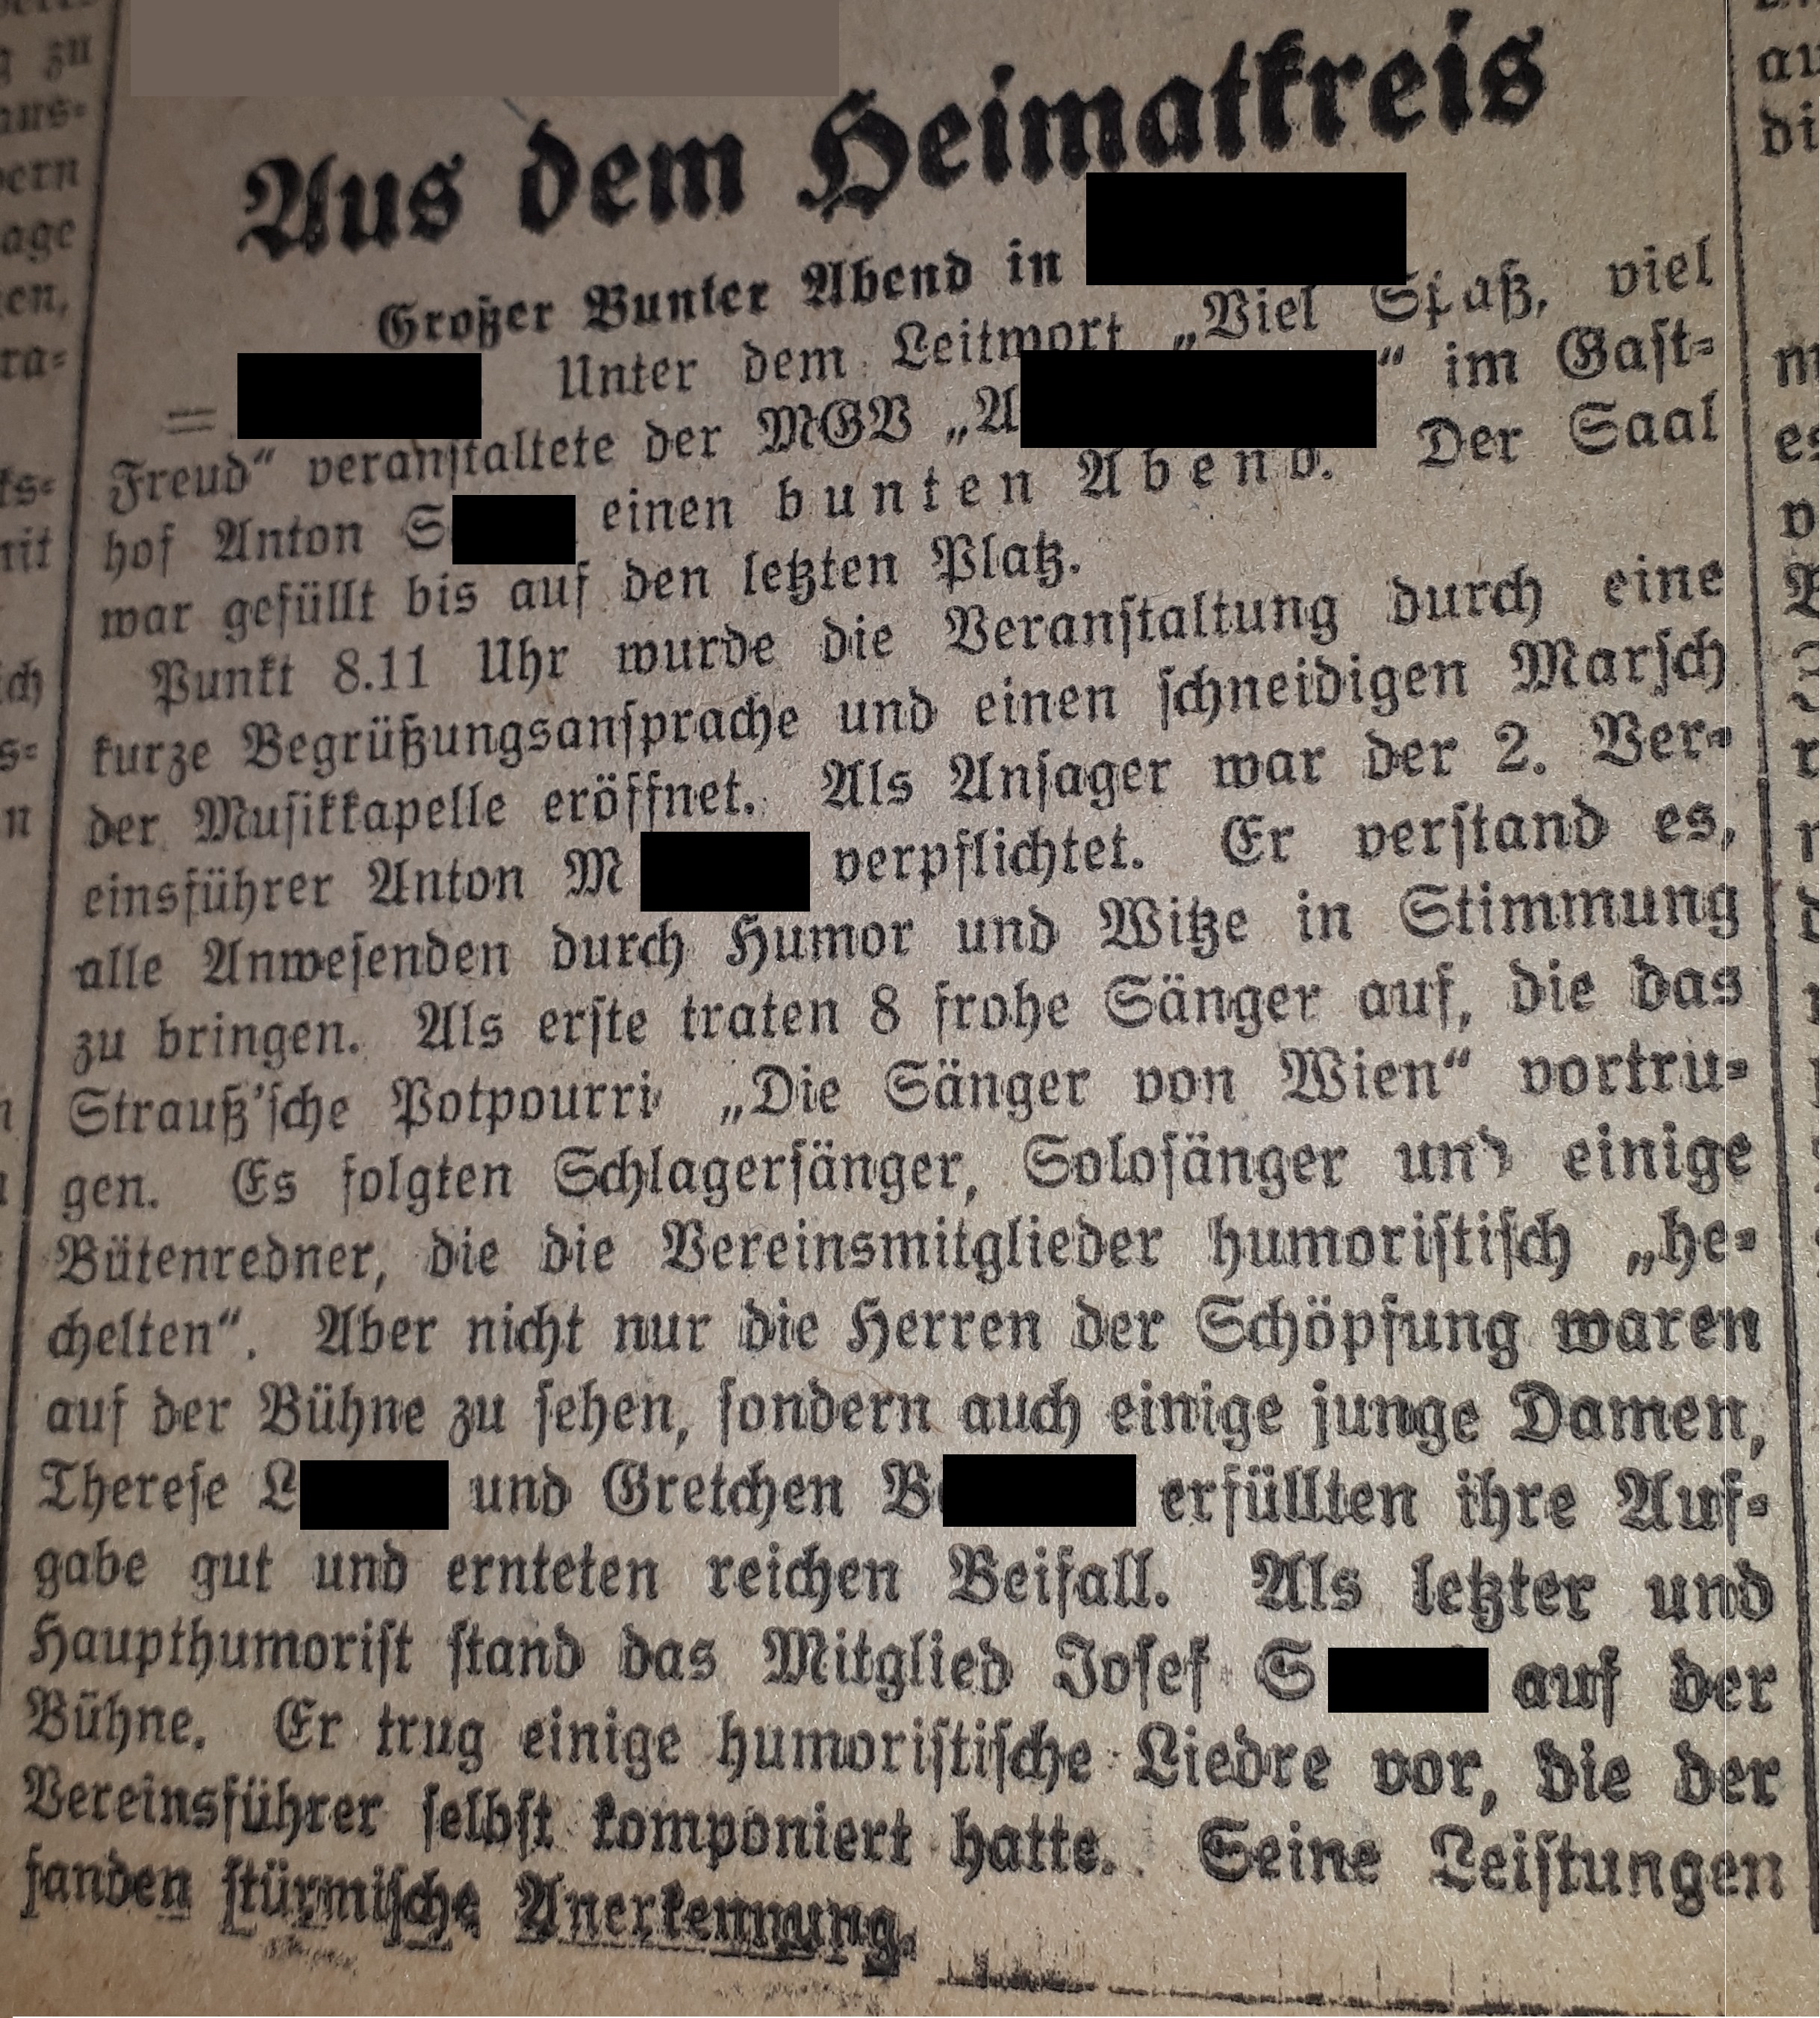 Aus dem Heimatkreis
Großer Bunter Abend in
= Unter dem Leitwort „Viel Spaß, viel
Freud“ veranstaltete der MGV „A “ im Gast-
hof Anton S einen bunten Abend. Der Saal
war gefüllt bis auf den letzten Platz.
Punkt 8.11 Uhr wurde die Veranstaltung durch eine
kurze Begrüßungsansprache und einen schneidigen Marsch
der Musikkapelle eröffnet. Als Ansager war der 2. Ver-
einsführer Anton M verpflichtet. Er verstand es,
alle Anwesenden durch Humor und Witze in Stimmung
zu bringen. Als erste traten 8 frohe Sänger auf, die das
Strauß'sche Potpourri „Die Sänger von Wien“ vortru-
gen. Es folgten Schlagersänger, Solosänger und einige
Bütenredner, die die Vereinsmitglieder humoristisch „he-
chelten“. Aber nicht nur die Herren der Schöpfung waren
auf der Bühne zu sehen, sondern auch einige junge Damen,
Therese L und Gretchen B erfüllten ihre Auf-
gabe gut und ernteten reichen Beifall. Als letzter und
Haupthumorist stand das Mitglied Josef S auf der
Bühne. Er trug einige humoristische Liedre vor, die der
Vereinsführer selbst komponiert hatte. Seine Leistungen
fanden stürmische Anerkennung.